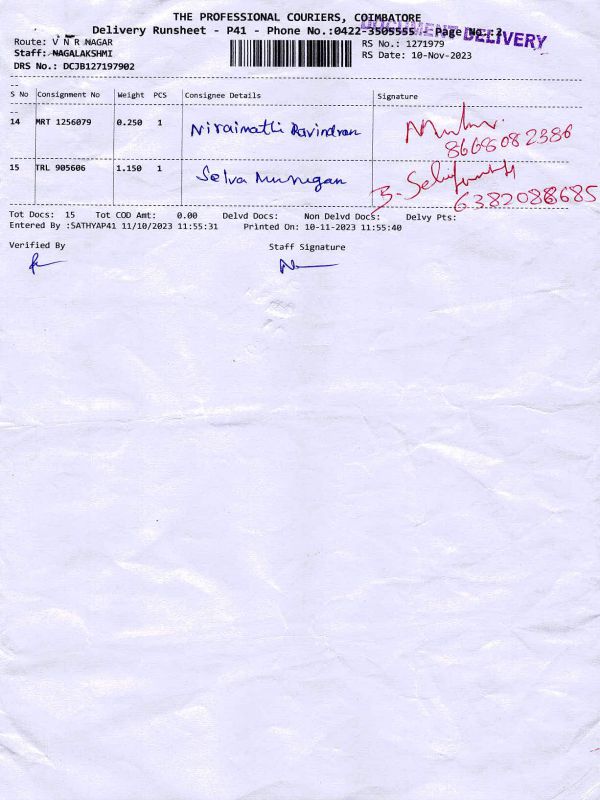 THE PROFESSIONAL COURIERS, COIMBATORE
DOCUMENT DELIVERY
Delivery Runsheet - P41 - Phone No.:0422-3505555 Page No.:2
Route: V N R NAGAR RS No.: 1271979
Staff: NAGALAKSHMI RS Date: 10-Nov-2023
DRS No.: DCJB127197902
S No Consignment No Weight PCS Consignee Details Signature
14 MRT 1256079 0.250 1 Niraimathi Ravindran
8668082386
15 TRL 905606 1.150 1 Selva Murugan
6382088685
Tot Docs: 15 Tot COD Amt: 0.00 Delvd Docs: Non Delvd Docs: Delvy Pts:
Entered By :SATHYAP41 11/10/2023 11:55:31 Printed On: 10-11-2023 11:55:40
Verified By Staff Signature